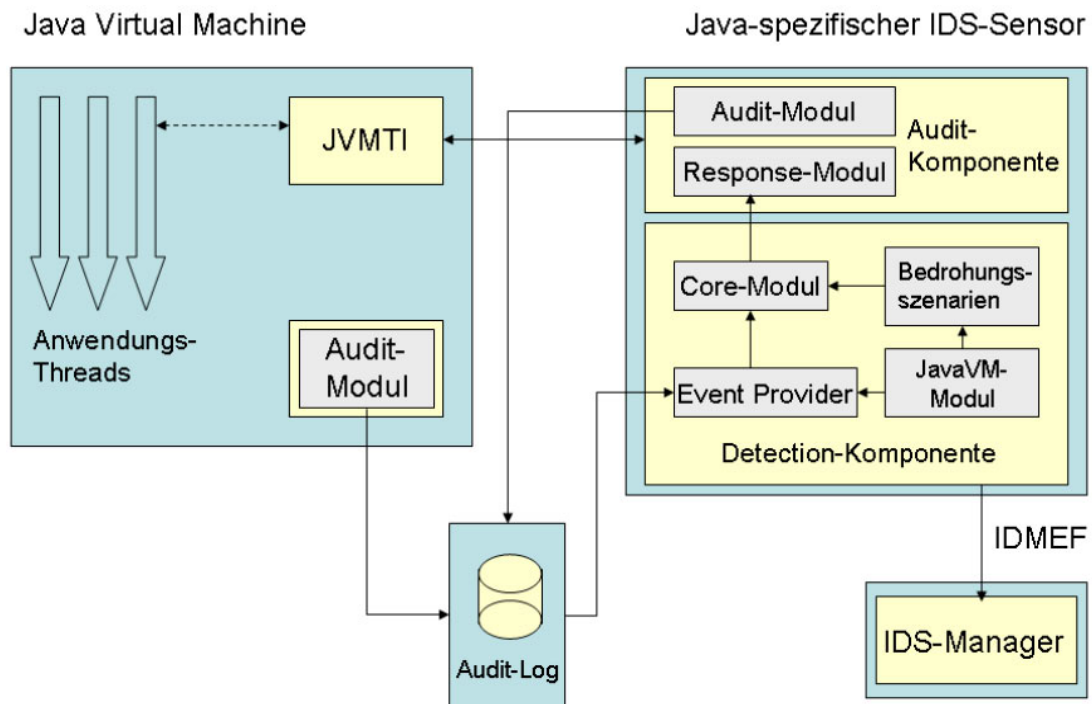 Java Virtual Machine
JVMTI
Anwendungs-
Threads
Audit-
Modul
Java-spezifischer IDS-Sensor
Audit-Modul
Response-Modul
Audit-
Komponente
Core-Modul
Bedrohungs-
szenarien
Event Provider
JavaVM-
Modul
Detection-Komponente
IDMEF
Audit-Log
IDS-Manager